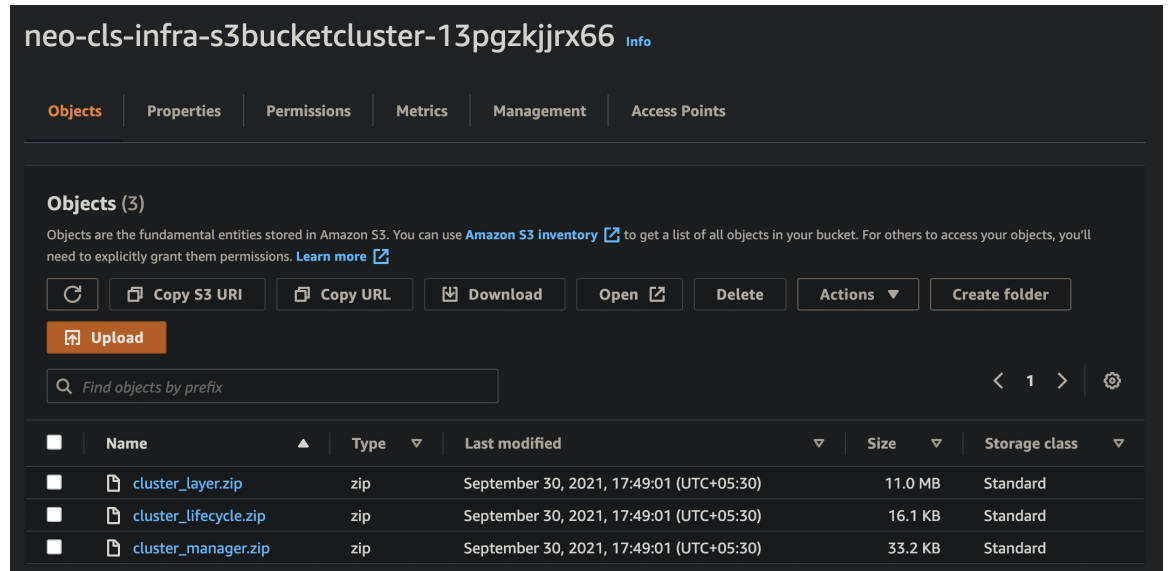 neo-cls-infra-s3bucketcluster-13pgzkjjrx66 Info
Objects Properties Permissions Metrics Management Access Points
Objects (3)
Objects are the fundamental entities stored in Amazon S3. You can use Amazon S3 inventory to get a list of all objects in your bucket. For others to access your objects, you'll
need to explicitly grant them permissions. Learn more
Copy S3 URI Copy URL Download Open Delete Actions Create folder
Upload
Find objects by prefix
1
Name Type Last modified Size Storage class
cluster_layer.zip zip September 30, 2021, 17:49:01 (UTC+05:30) 11.0 MB Standard
cluster_lifecycle.zip zip September 30, 2021, 17:49:01 (UTC+05:30) 16.1 KB Standard
cluster_manager.zip zip September 30, 2021, 17:49:01 (UTC+05:30) 33.2 KB Standard